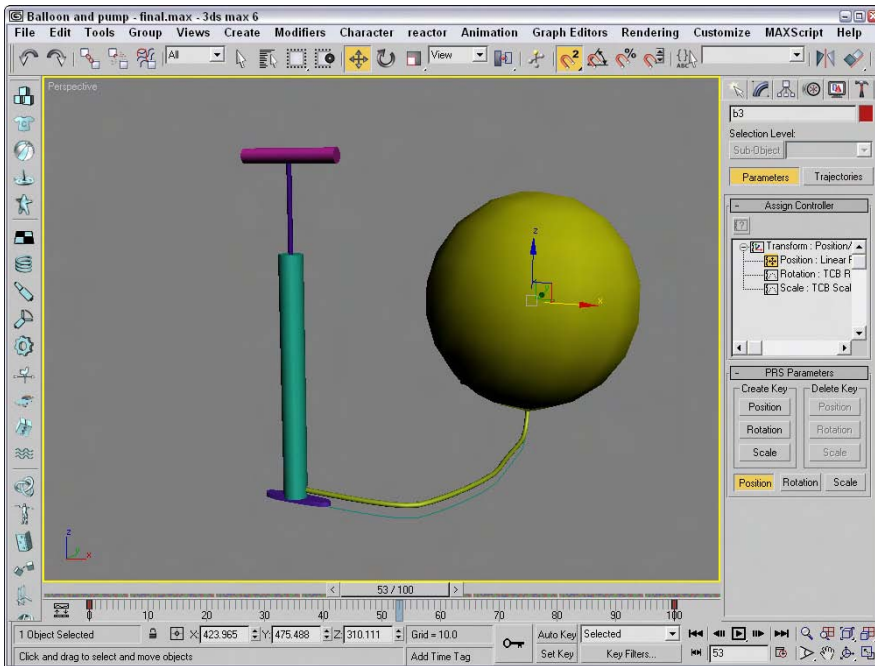 Balloon and pump - final.max - 3ds max 6
File Edit Tools Group Views Create Modifiers Character reactor Animation Graph Editors Rendering Customize MAXScript Help
All
View
2
ABC
Perspective
z
x
z
y
x
b3
Selection Level:
Sub-Object
Parameters Trajectories
- Assign Controller
?
Transform : Position/
Position : Linear F
Rotation : TCB R
Scale : TCB Scal
- PRS Parameters
Create Key Delete Key
Position Position
Rotation Rotation
Scale Scale
Position Rotation Scale
< 53 / 100 >
0 10 20 30 40 50 60 70 80 90 100
1 Object Selected X: 423.965 Y: 475.488 Z: 310.111 Grid = 10.0 Auto Key Selected
Click and drag to select and move objects Add Time Tag Set Key Key Filters... 53